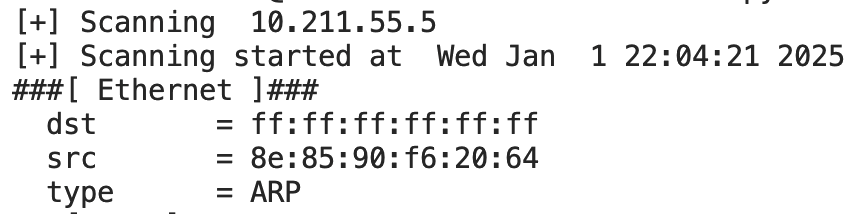 [+] Scanning  10.211.55.5
[+] Scanning started at  Wed Jan  1 22:04:21 2025
###[ Ethernet ]###
  dst       = ff:ff:ff:ff:ff:ff
  src       = 8e:85:90:f6:20:64
  type      = ARP